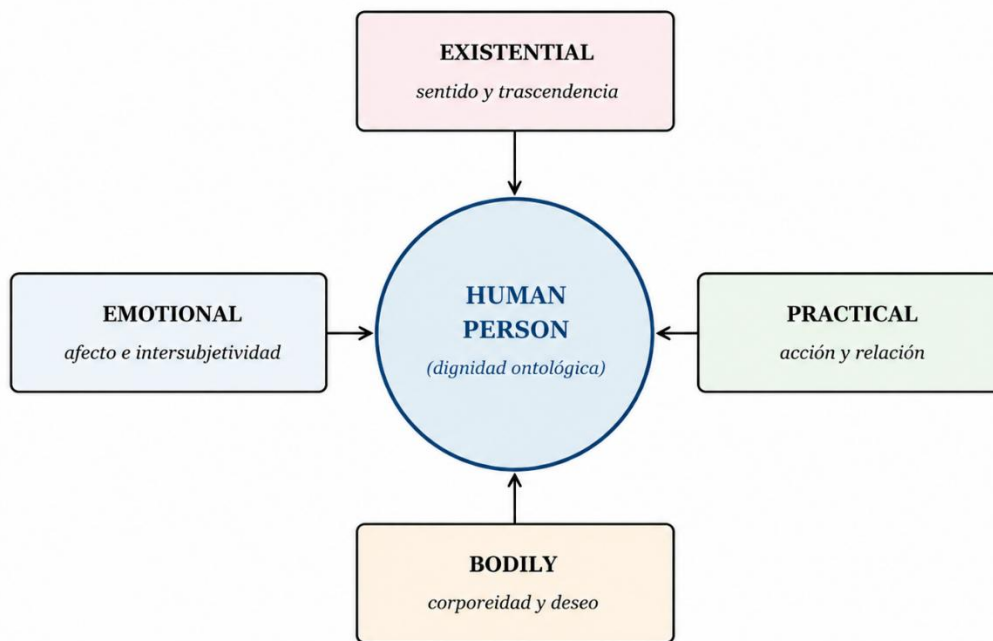 EXISTENTIAL
sentido y trascendencia
EMOTIONAL
afecto e intersubjetividad
HUMAN
PERSON
(dignidad ontológica)
PRACTICAL
acción y relación
BODILY
corporeidad y deseo